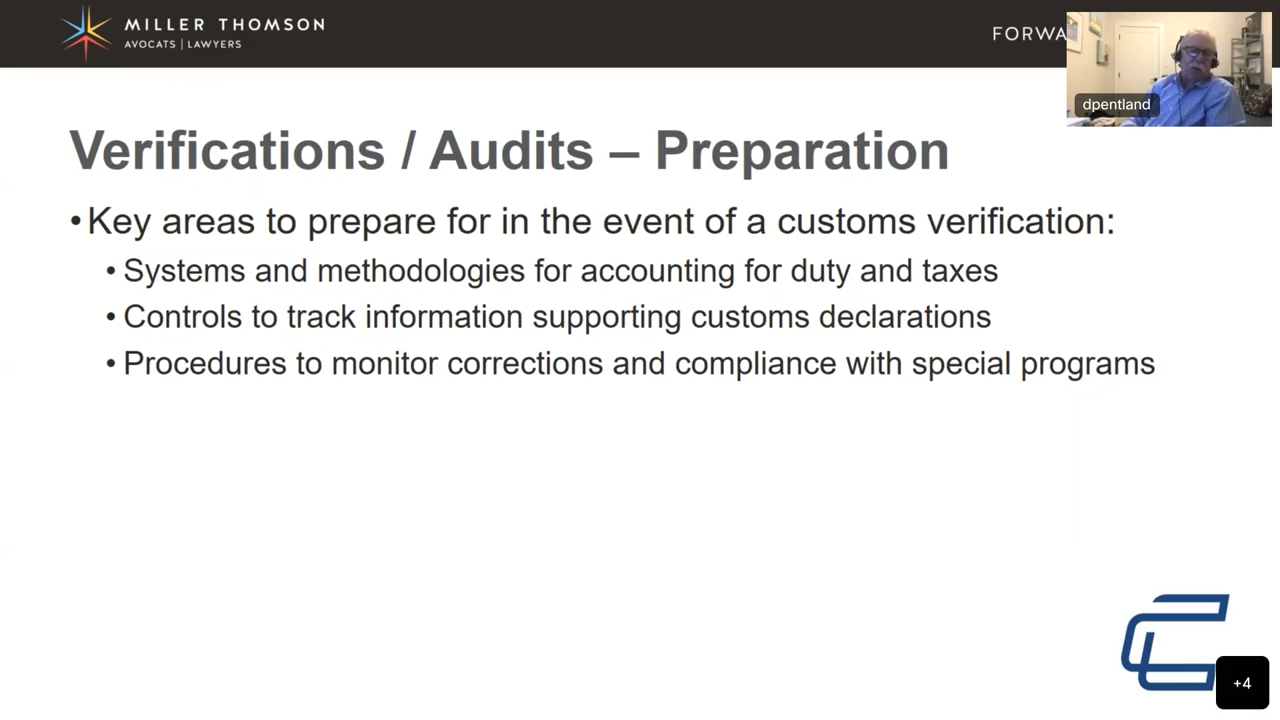 MILLER THOMSON
AVOCATS | LAWYERS
FORWA
dpentland
Verifications / Audits – Preparation
•Key areas to prepare for in the event of a customs verification:
•Systems and methodologies for accounting for duty and taxes
•Controls to track information supporting customs declarations
•Procedures to monitor corrections and compliance with special programs
+4